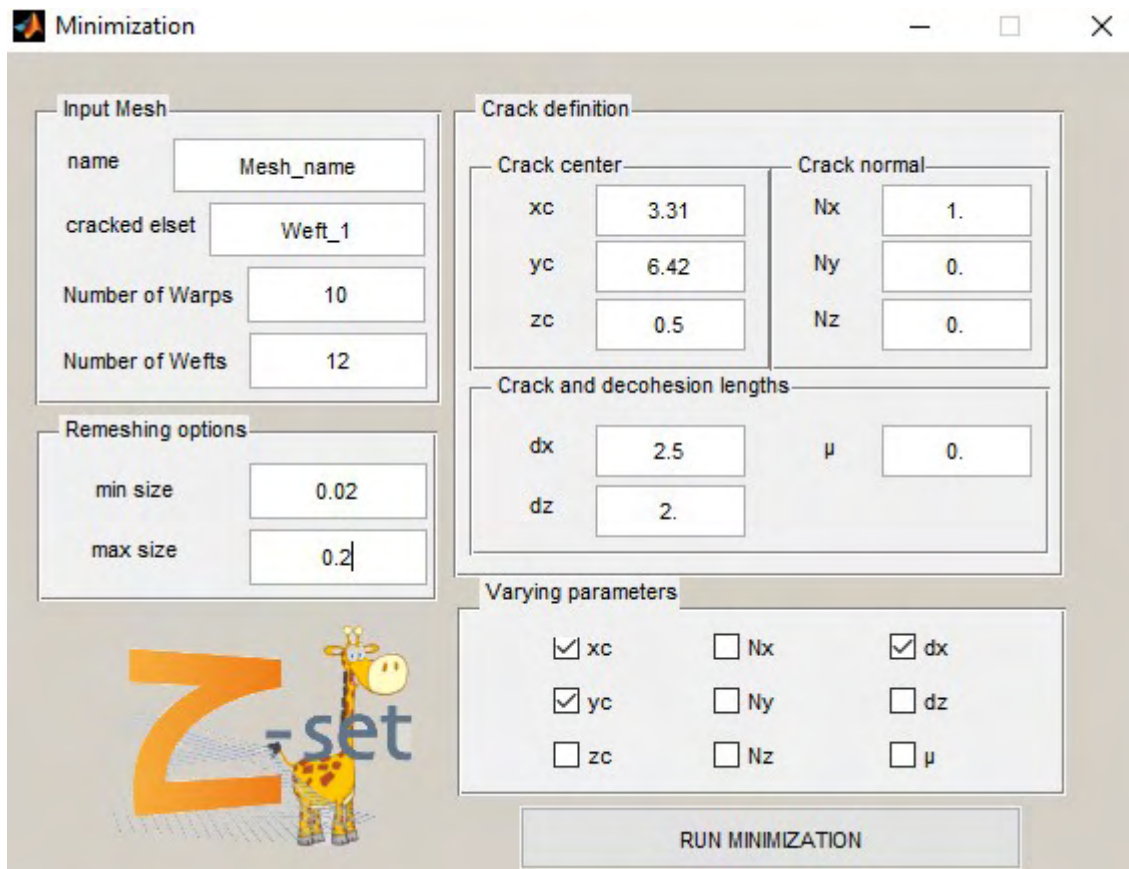 Minimization
Input Mesh
name Mesh_name
cracked elset Weft_1
Number of Warps 10
Number of Wefts 12
Remeshing options
min size 0.02
max size 0.2
Crack definition
Crack center
xc 3.31
yc 6.42
zc 0.5
Crack normal
Nx 1.
Ny 0.
Nz 0.
Crack and decohesion lengths
dx 2.5 µ 0.
dz 2.
Varying parameters
xc Nx dx
yc Ny dz
zc Nz µ
Z-set
RUN MINIMIZATION